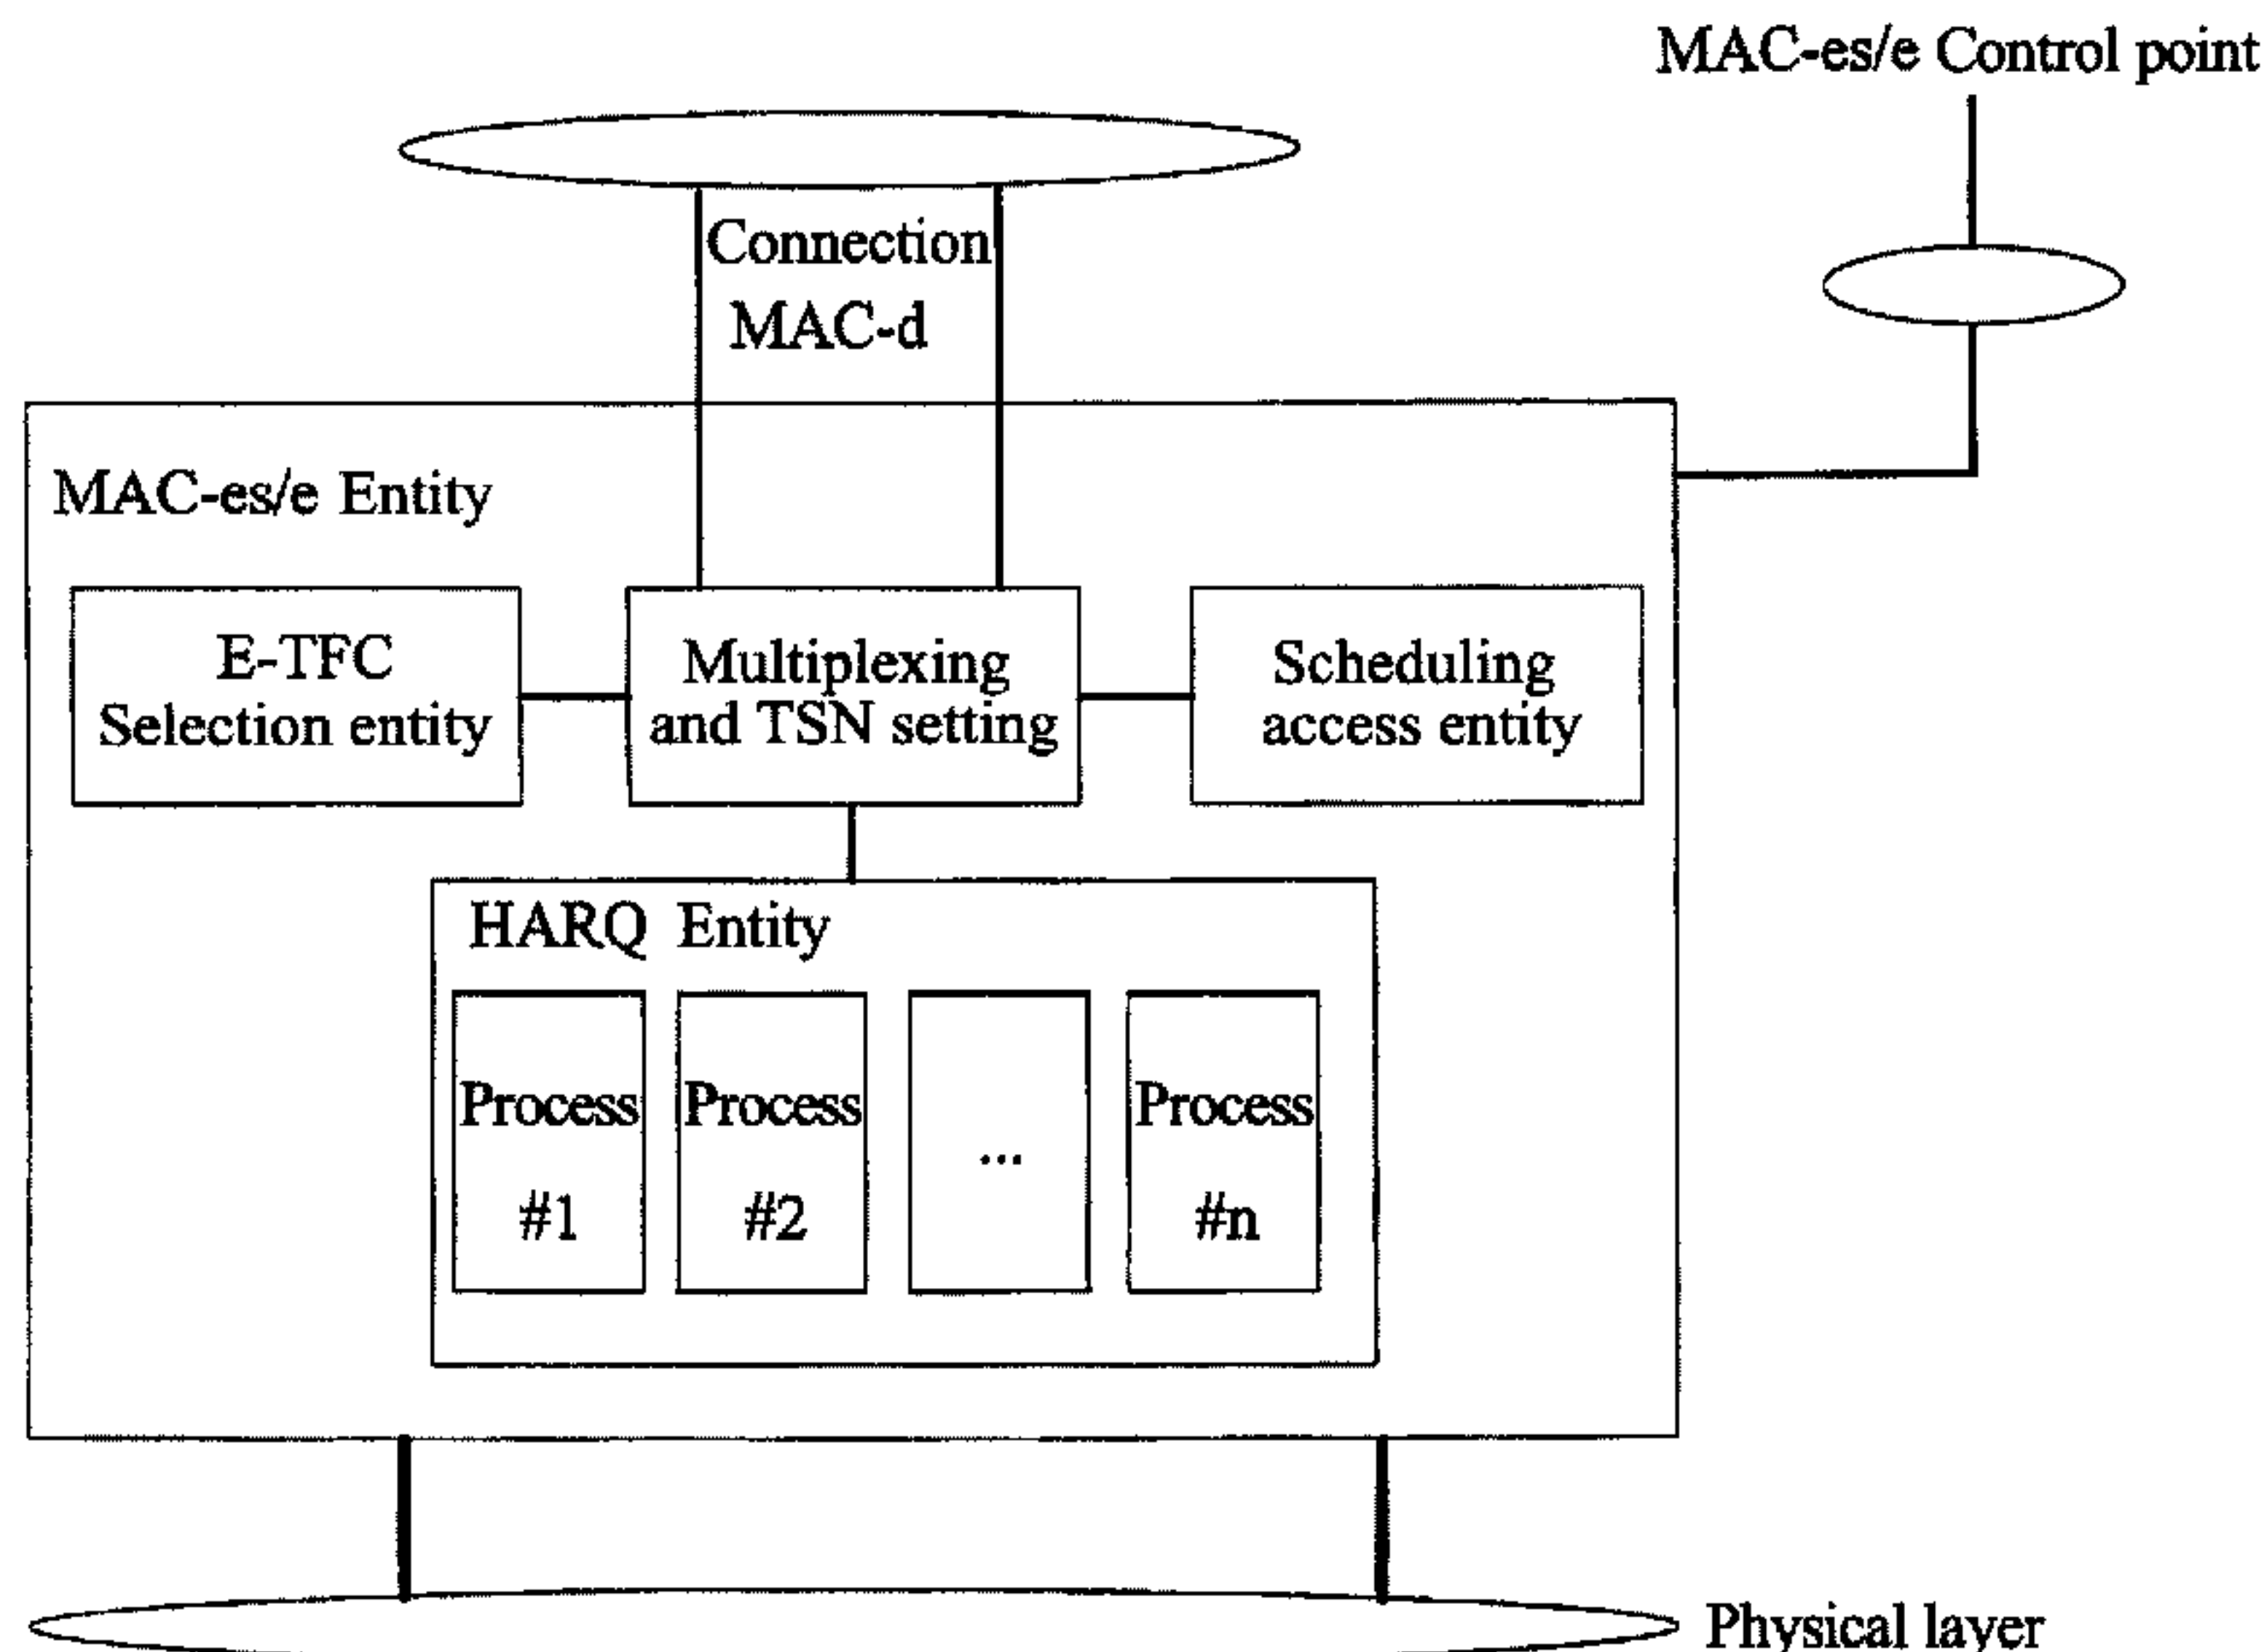 MAC-es/e Control point
Connection
MAC-d
MAC-es/e Entity
E-TFC
Selection entity
Multiplexing
and TSN setting
Scheduling
access entity
HARQ Entity
Process
#1
Process
#2
...
Process
#n
Physical layer